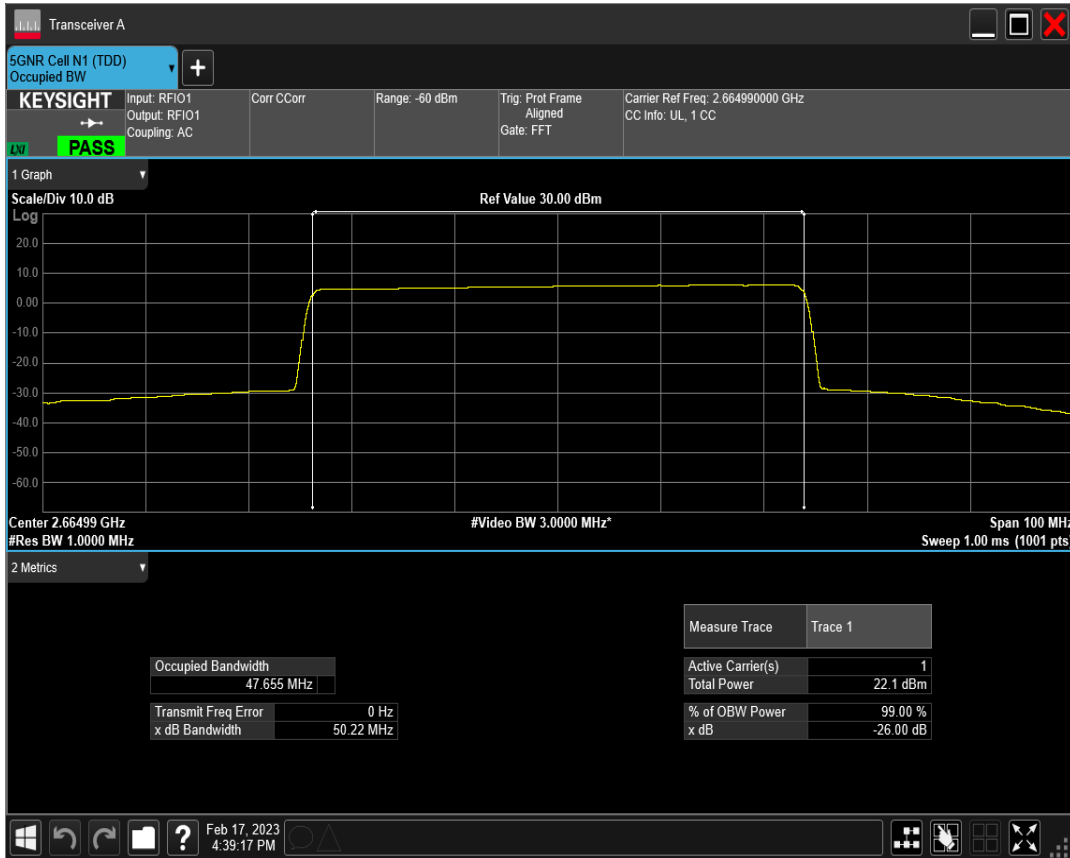 Transceiver A
5GNR Cell N1 (TDD)
Occupied BW
+
KEYSIGHT
LXI
PASS
Input: RFIO1
Output: RFIO1
Coupling: AC
Corr CCorr
Range: -60 dBm
Trig: Prot Frame
Aligned
Gate: FFT
Carrier Ref Freq: 2.664990000 GHz
CC Info: UL, 1 CC
1 Graph
Scale/Div 10.0 dB
Ref Value 30.00 dBm
Log
20.0
10.0
0.00
-10.0
-20.0
-30.0
-40.0
-50.0
-60.0
Center 2.66499 GHz
#Video BW 3.0000 MHz*
Span 100 MHz
#Res BW 1.0000 MHz
Sweep 1.00 ms (1001 pts)
2 Metrics
Measure Trace Trace 1
Occupied Bandwidth
47.655 MHz
Active Carrier(s) 1
Total Power 22.1 dBm
Transmit Freq Error 0 Hz
x dB Bandwidth 50.22 MHz
% of OBW Power 99.00 %
x dB -26.00 dB
?
Feb 17, 2023
4:39:17 PM